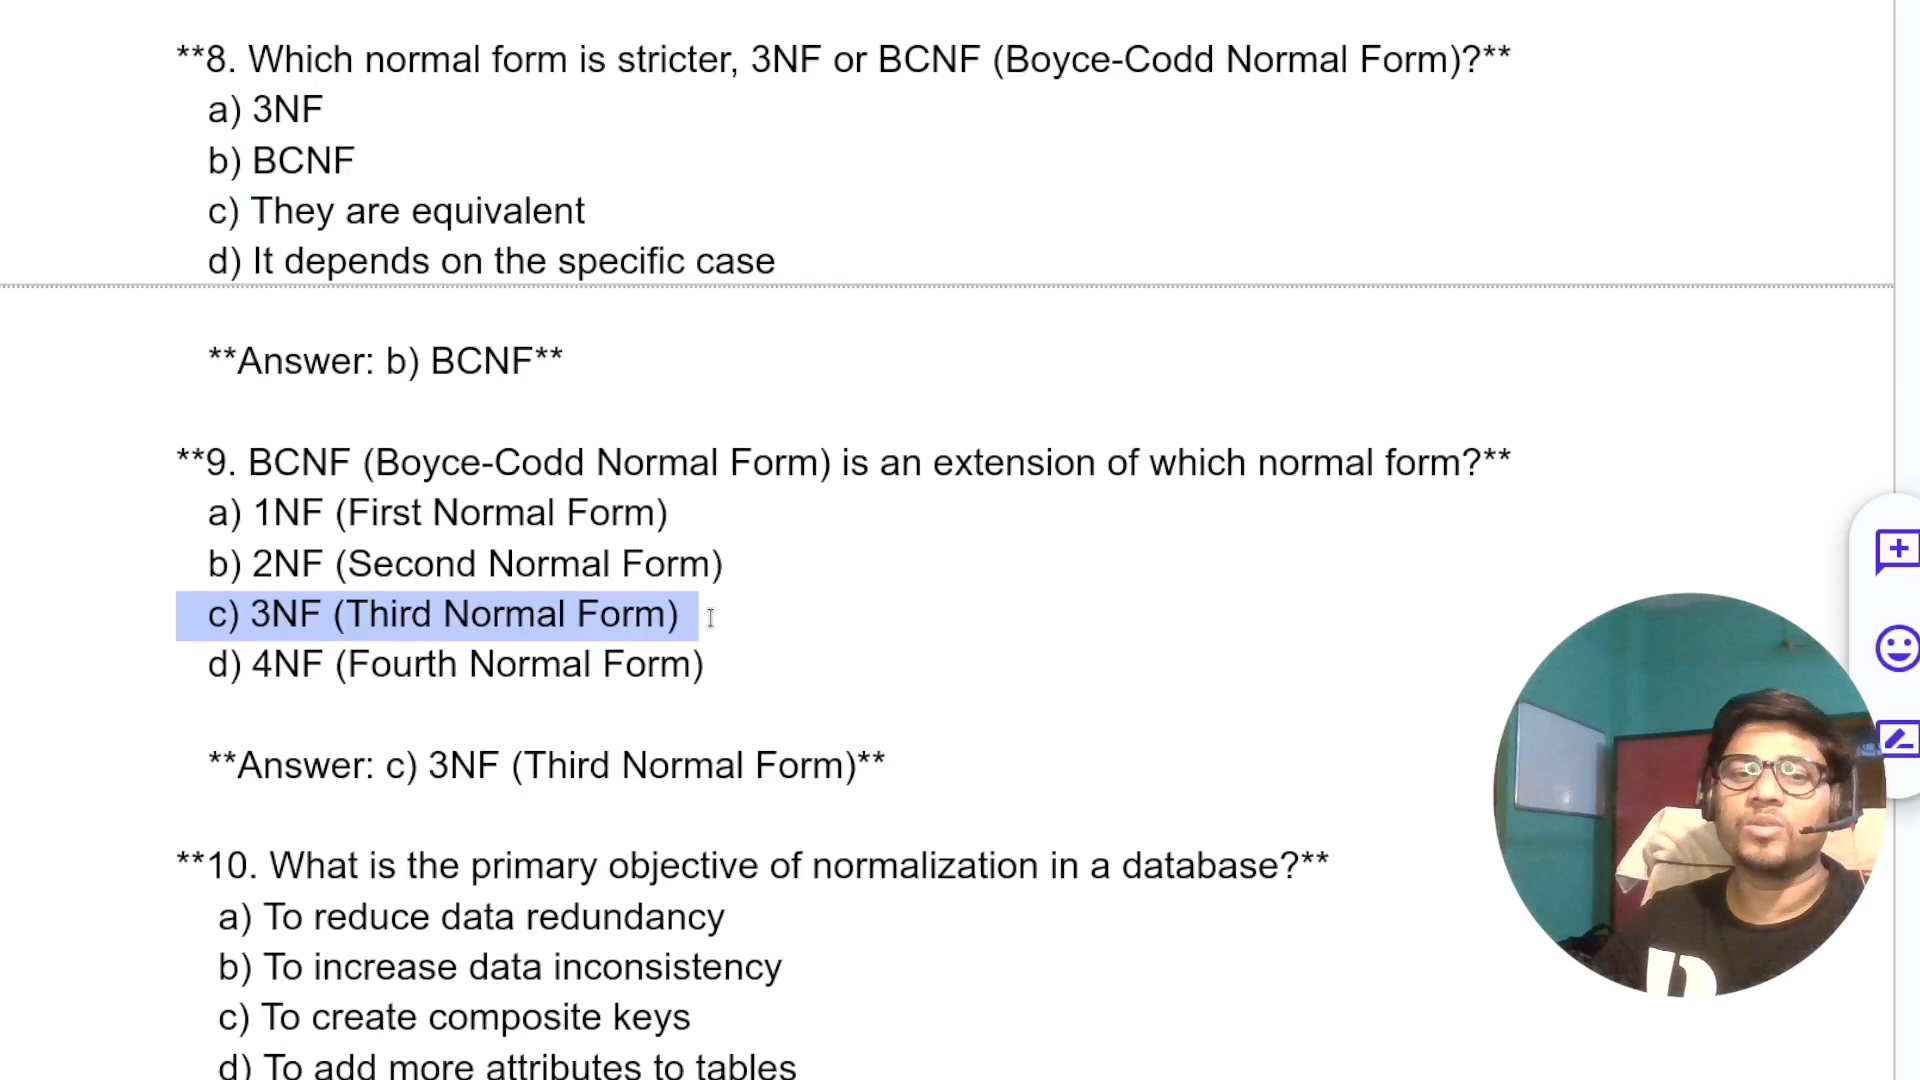 **8. Which normal form is stricter, 3NF or BCNF (Boyce-Codd Normal Form)?**
a) 3NF
b) BCNF
c) They are equivalent
d) It depends on the specific case
**Answer: b) BCNF**
**9. BCNF (Boyce-Codd Normal Form) is an extension of which normal form?**
a) 1NF (First Normal Form)
b) 2NF (Second Normal Form)
c) 3NF (Third Normal Form)
d) 4NF (Fourth Normal Form)
**Answer: c) 3NF (Third Normal Form)**
**10. What is the primary objective of normalization in a database?**
a) To reduce data redundancy
b) To increase data inconsistency
c) To create composite keys
d) To add more attributes to tables